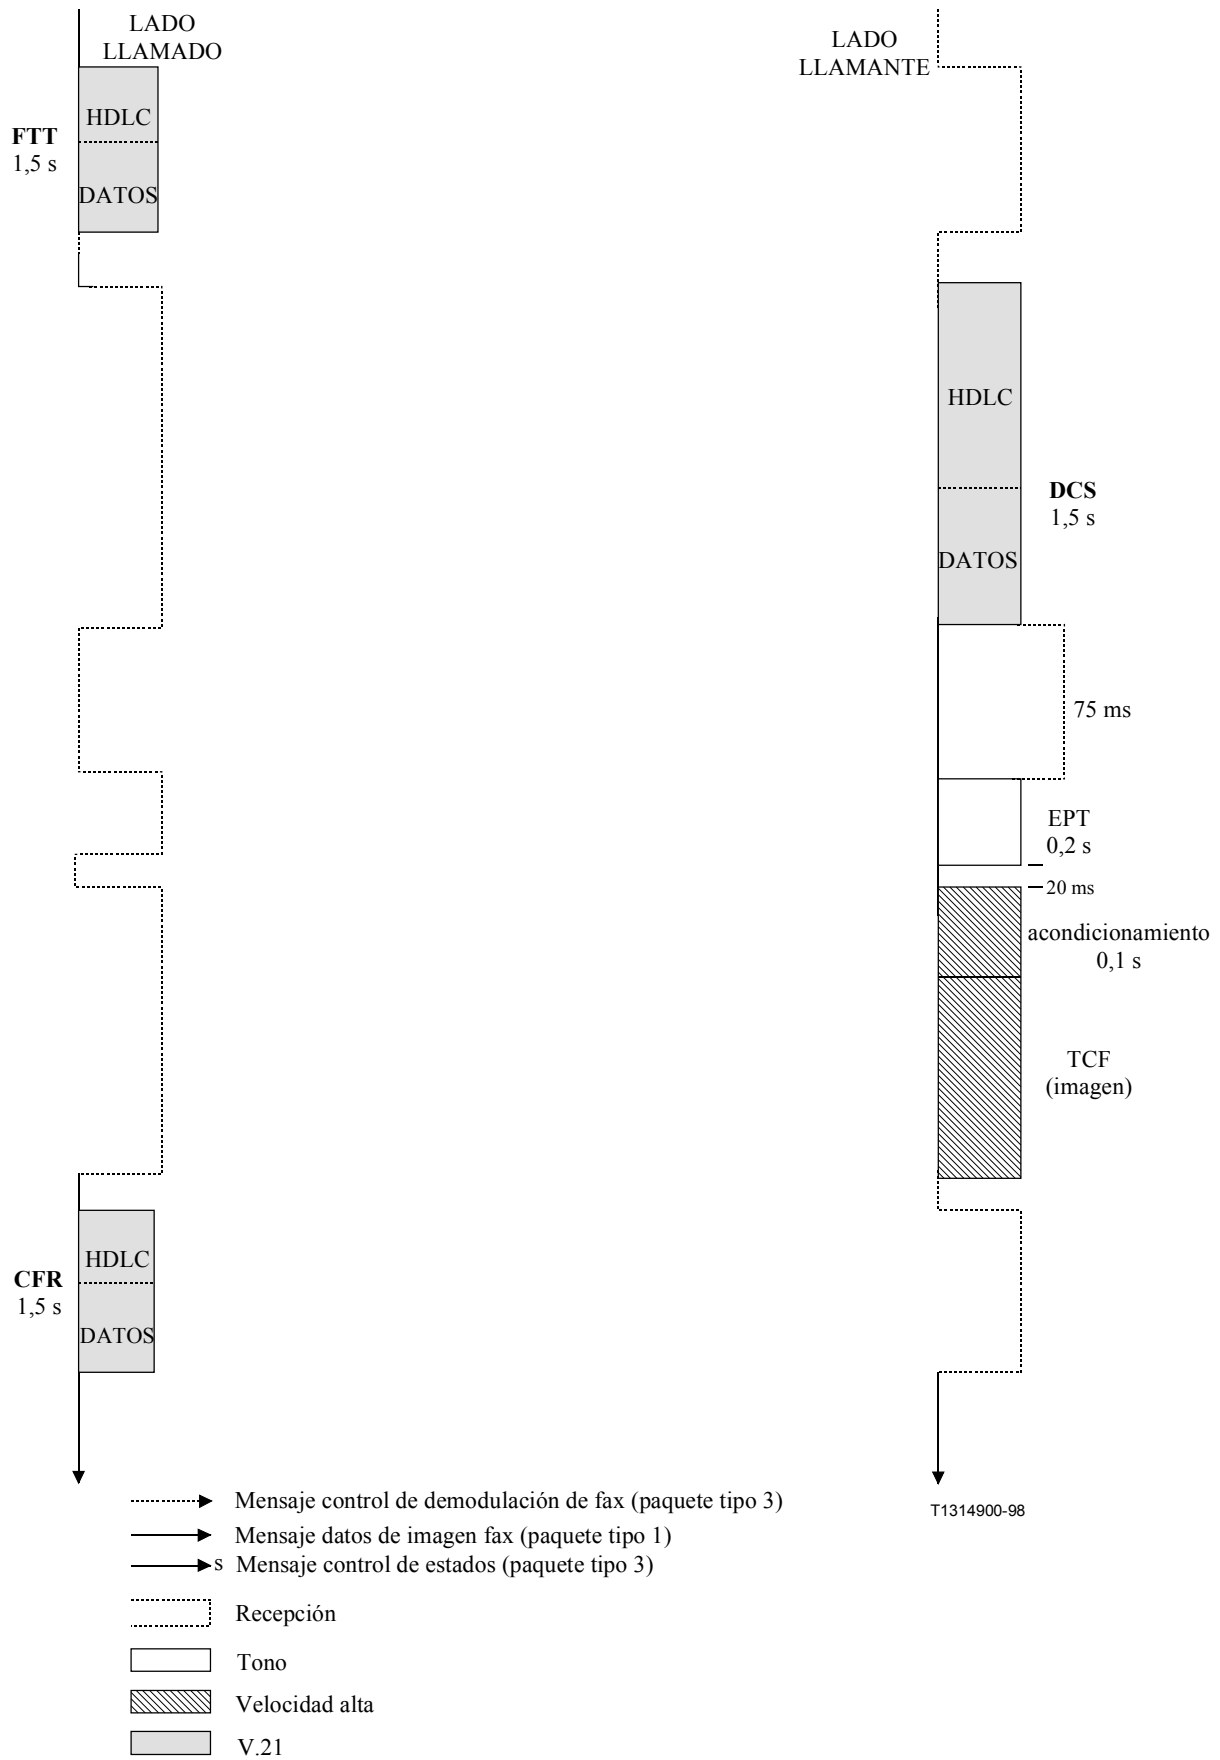 LADO
LLAMADO
LADO
LLAMANTE
HDLC
FTT
1,5 s
DATOS
HDLC
DCS
1,5 s
DATOS
75 ms
EPT
0,2 s
20 ms
acondicionamiento
0,1 s
TCF
(imagen)
HDLC
CFR
1,5 s
DATOS
Mensaje control de demodulación de fax (paquete tipo 3)
T1314900-98
Mensaje datos de imagen fax (paquete tipo 1)
s Mensaje control de estados (paquete tipo 3)
Recepción
Tono
Velocidad alta
V.21